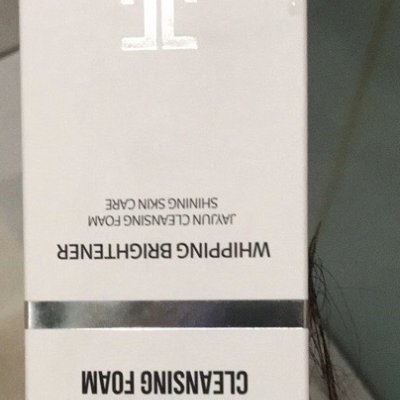 CLEANSING FOAM
WHIPPING BRIGHTENER
JAYJUN CLEANSING FOAM
SHINING SKIN CARE